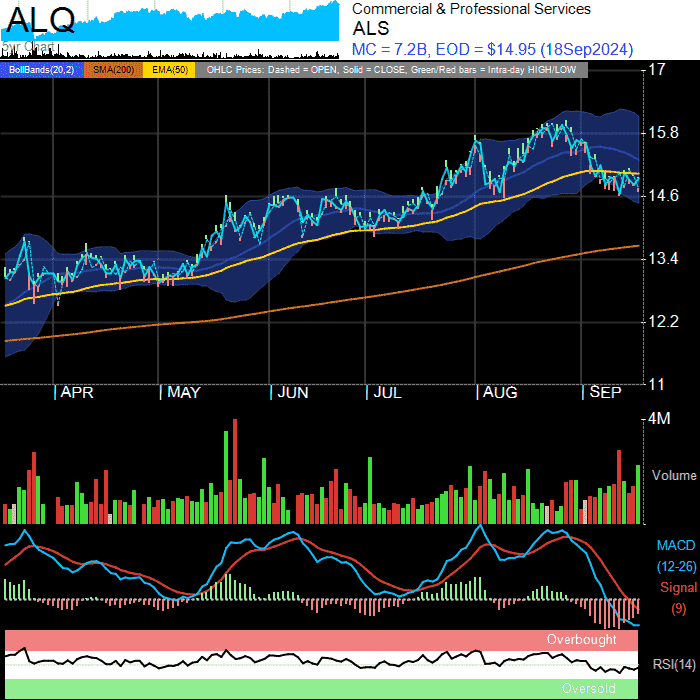 ALQ
5yr Chart
Commercial & Professional Services
ALS
MC = 7.2B, EOD = $14.95 (18Sep2024)
BollBands(20,2) SMA(200) EMA(50) OHLC Prices: Dashed = OPEN, Solid = CLOSE, Green/Red bars = Intra-day HIGH/LOW
17
15.8
14.6
13.4
12.2
11
APR MAY JUN JUL AUG SEP
4M
Volume
MACD
(12-26)
Signal
(9)
Overbought
RSI(14)
Oversold